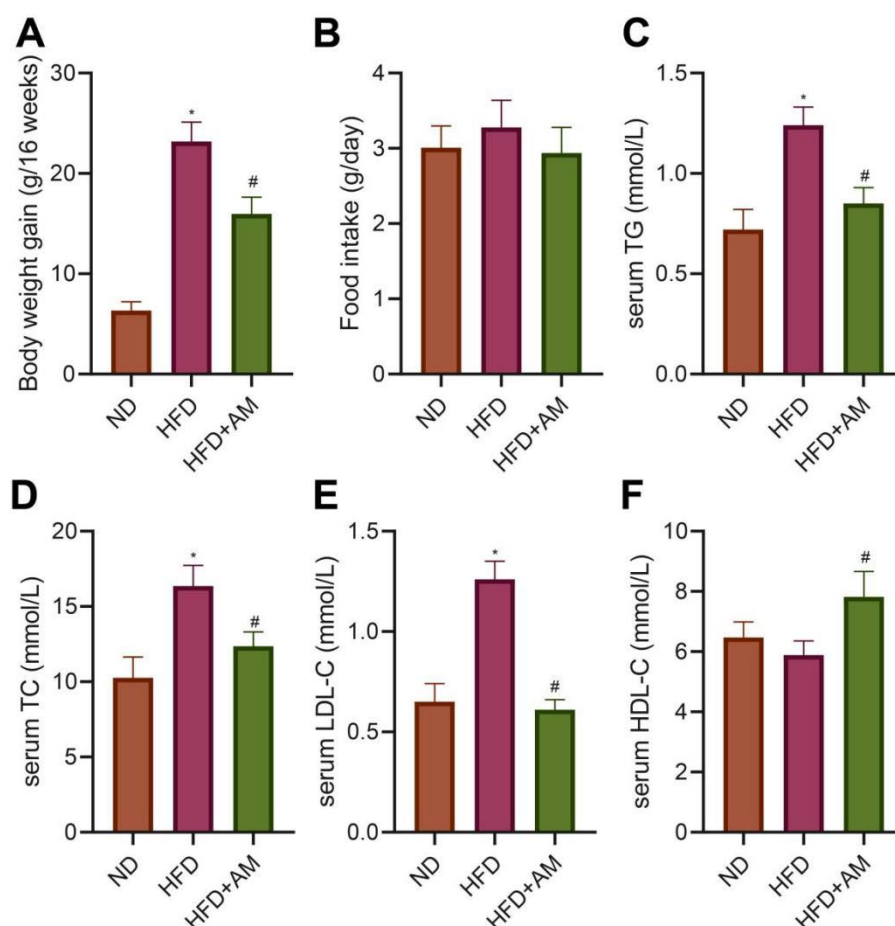 A
Body weight gain (g/16 weeks)
30
20
10
0
*
#
ND
HFD
HFD+AM
B
Food intake (g/day)
4
3
2
1
0
ND
HFD
HFD+AM
C
serum TG (mmol/L)
1.5
1.0
0.5
0.0
*
#
ND
HFD
HFD+AM
D
serum TC (mmol/L)
20
15
10
5
0
*
#
ND
HFD
HFD+AM
E
serum LDL-C (mmol/L)
1.5
1.0
0.5
0.0
*
#
ND
HFD
HFD+AM
F
serum HDL-C (mmol/L)
10
8
6
4
2
0
#
ND
HFD
HFD+AM